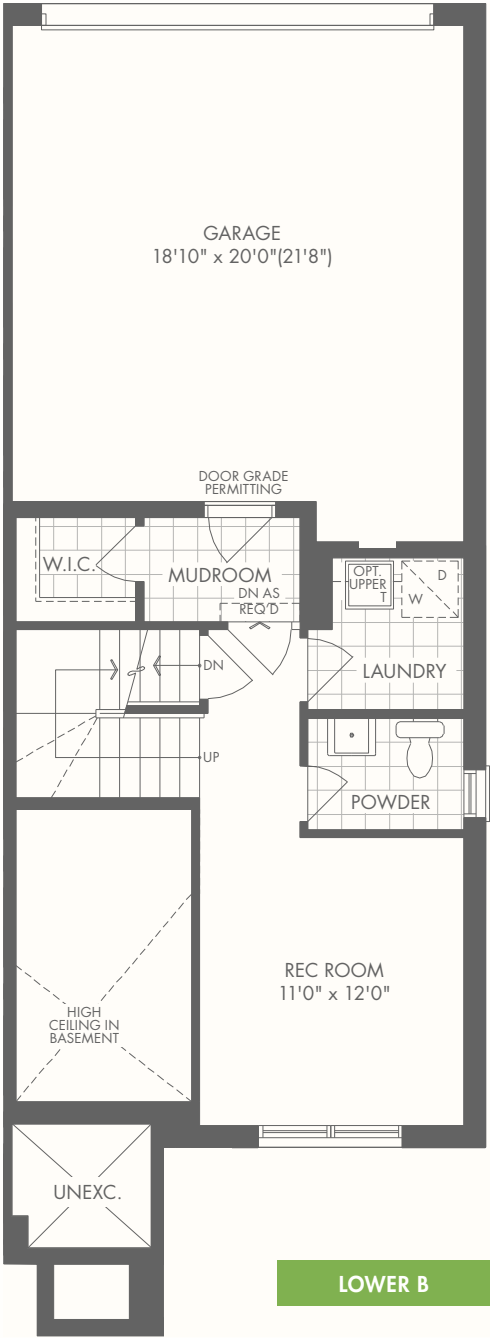 GARAGE
18'10" x 20'0"(21'8")
DOOR GRADE
PERMITTING
W.I.C.
MUDROOM
DN AS
REQ'D
OPT.
UPPER
T
D
W
LAUNDRY
DN
UP
POWDER
REC ROOM
11'0" x 12'0"
HIGH
CEILING IN
BASEMENT
UNEXC.
LOWER B